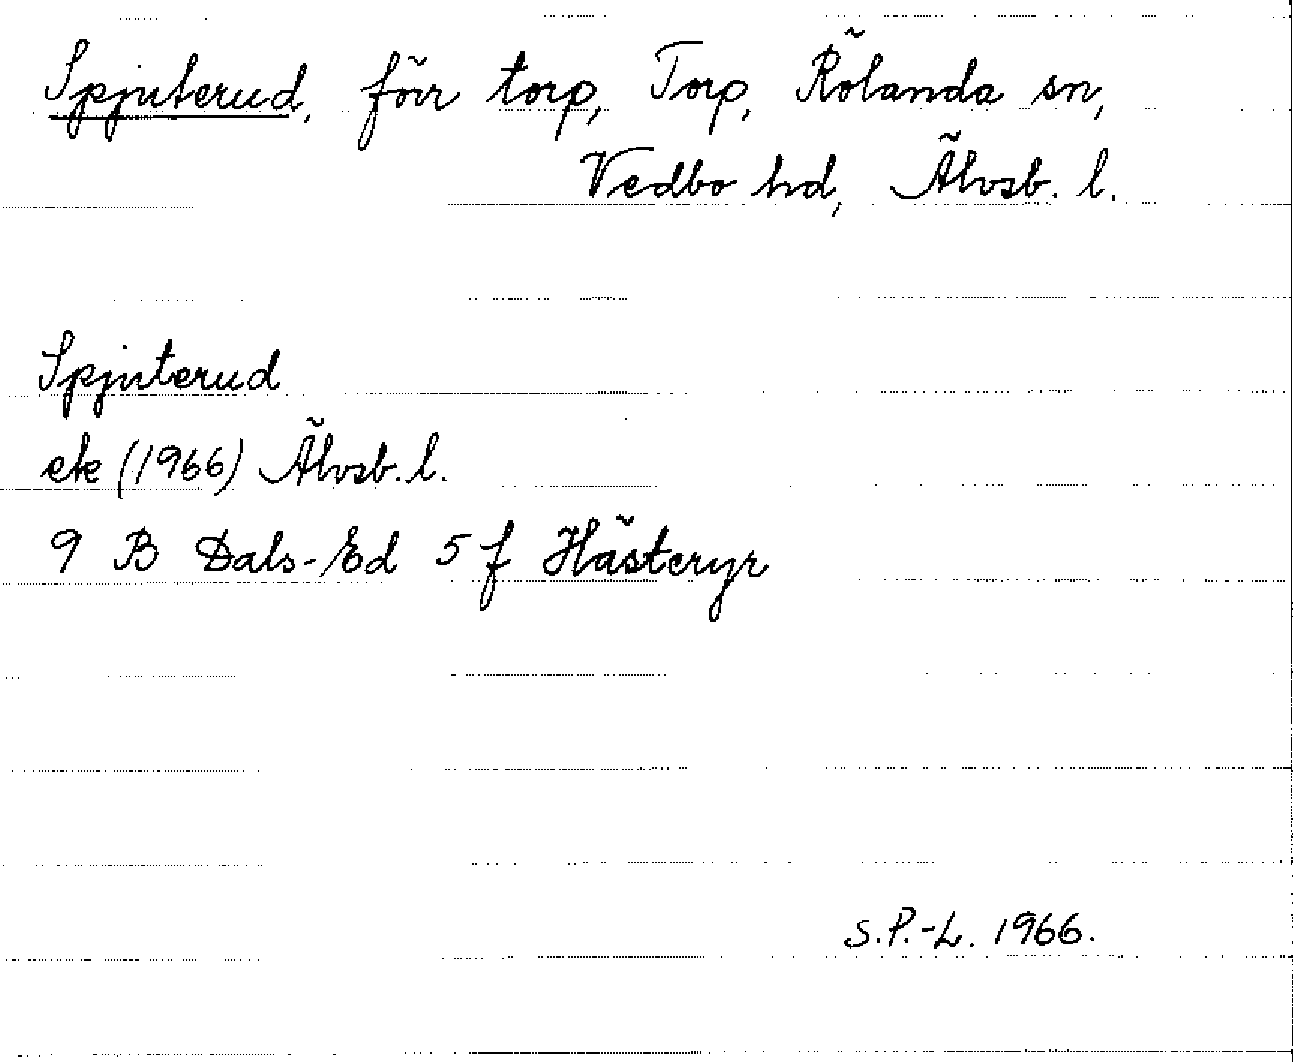 Spjuterud, förr torp, Torp, Rölanda sn,
Vedbo hd, Älvsb. l.
Spjuterud
ek (1966) Älvsb. l.
9 B Dals-Ed 5 f Hästeryr
S.P.-L. 1966.